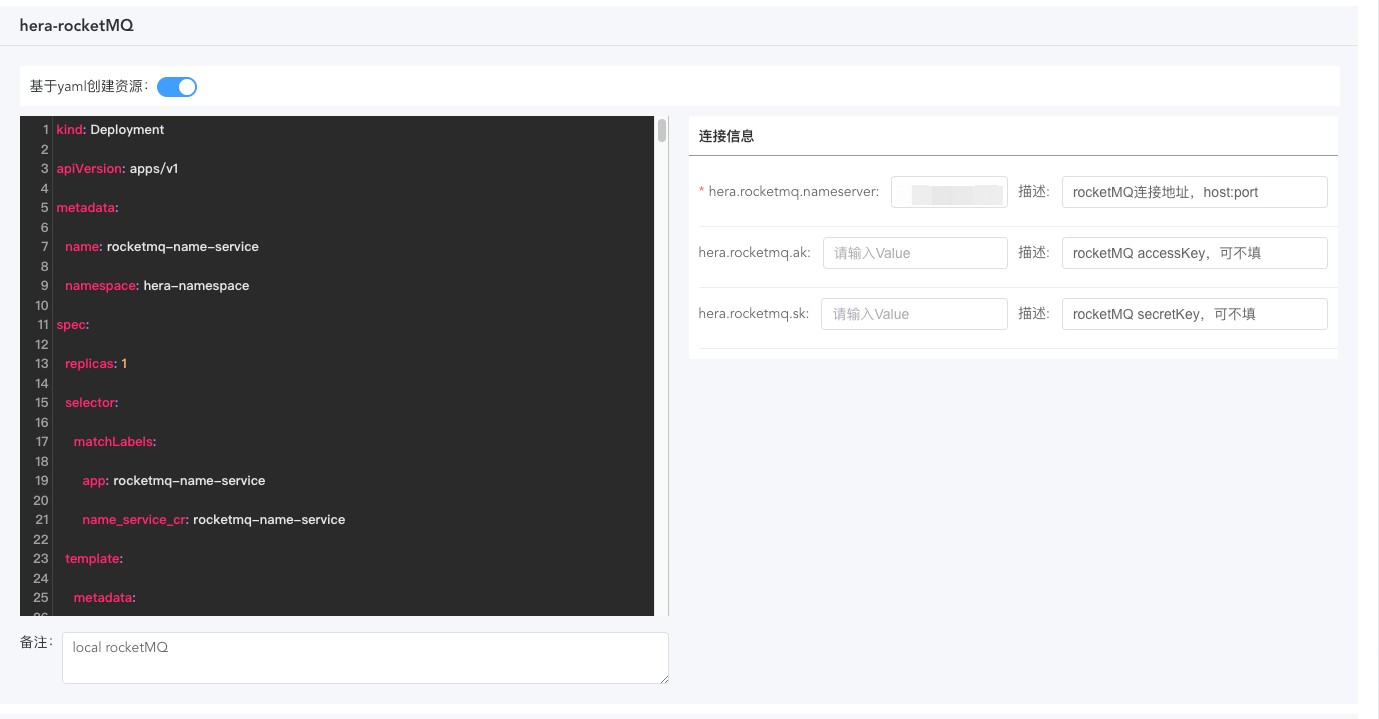 hera-rocketMQ
基于yaml创建资源：
1 kind: Deployment
2
3 apiVersion: apps/v1
4
5 metadata:
6
7 name: rocketmq-name-service
8
9 namespace: hera-namespace
10
11 spec:
12
13 replicas: 1
14
15 selector:
16
17 matchLabels:
18
19 app: rocketmq-name-service
20
21 name_service_cr: rocketmq-name-service
22
23 template:
24
25 metadata:
26
备注：
local rocketMQ
连接信息
* hera.rocketmq.nameserver: 描述: rocketMQ连接地址，host:port
hera.rocketmq.ak: 请输入Value 描述: rocketMQ accessKey，可不填
hera.rocketmq.sk: 请输入Value 描述: rocketMQ secretKey，可不填